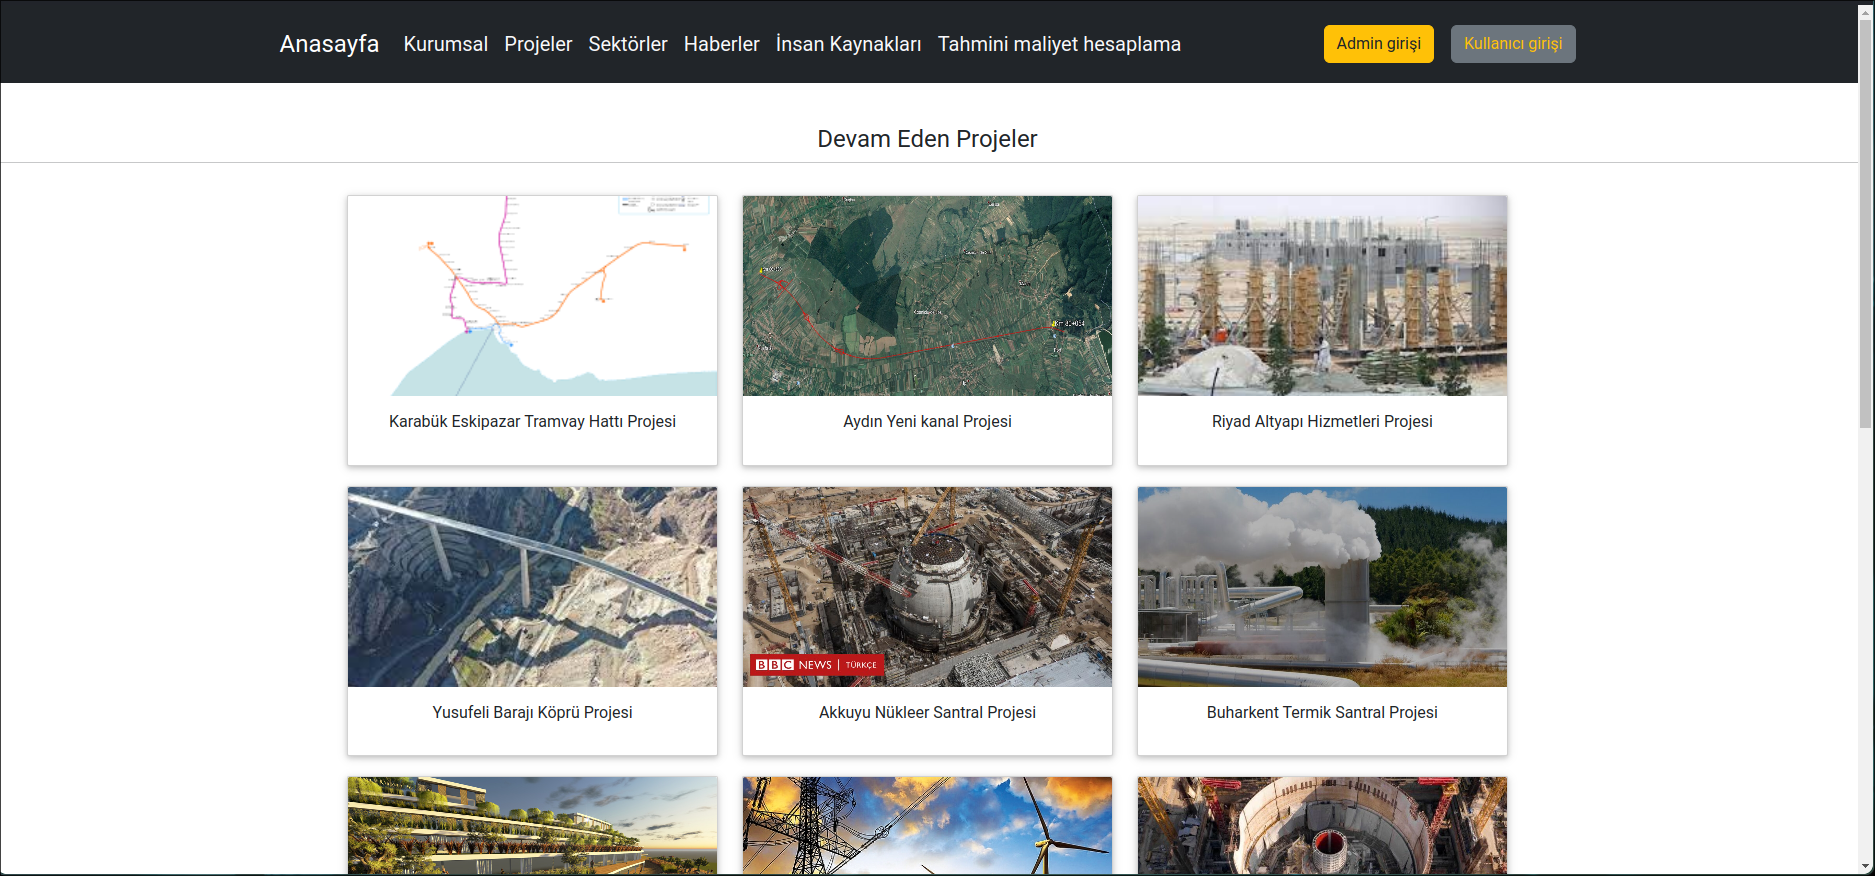 Anasayfa Kurumsal Projeler Sektörler Haberler İnsan Kaynakları Tahmini maliyet hesaplama Admin girişi Kullanıcı girişi
Devam Eden Projeler
Karabük Eskipazar Tramvay Hattı Projesi
Aydın Yeni kanal Projesi
Riyad Altyapı Hizmetleri Projesi
BBC NEWS | TÜRKÇE
Yusufeli Barajı Köprü Projesi
Akkuyu Nükleer Santral Projesi
Buharkent Termik Santral Projesi